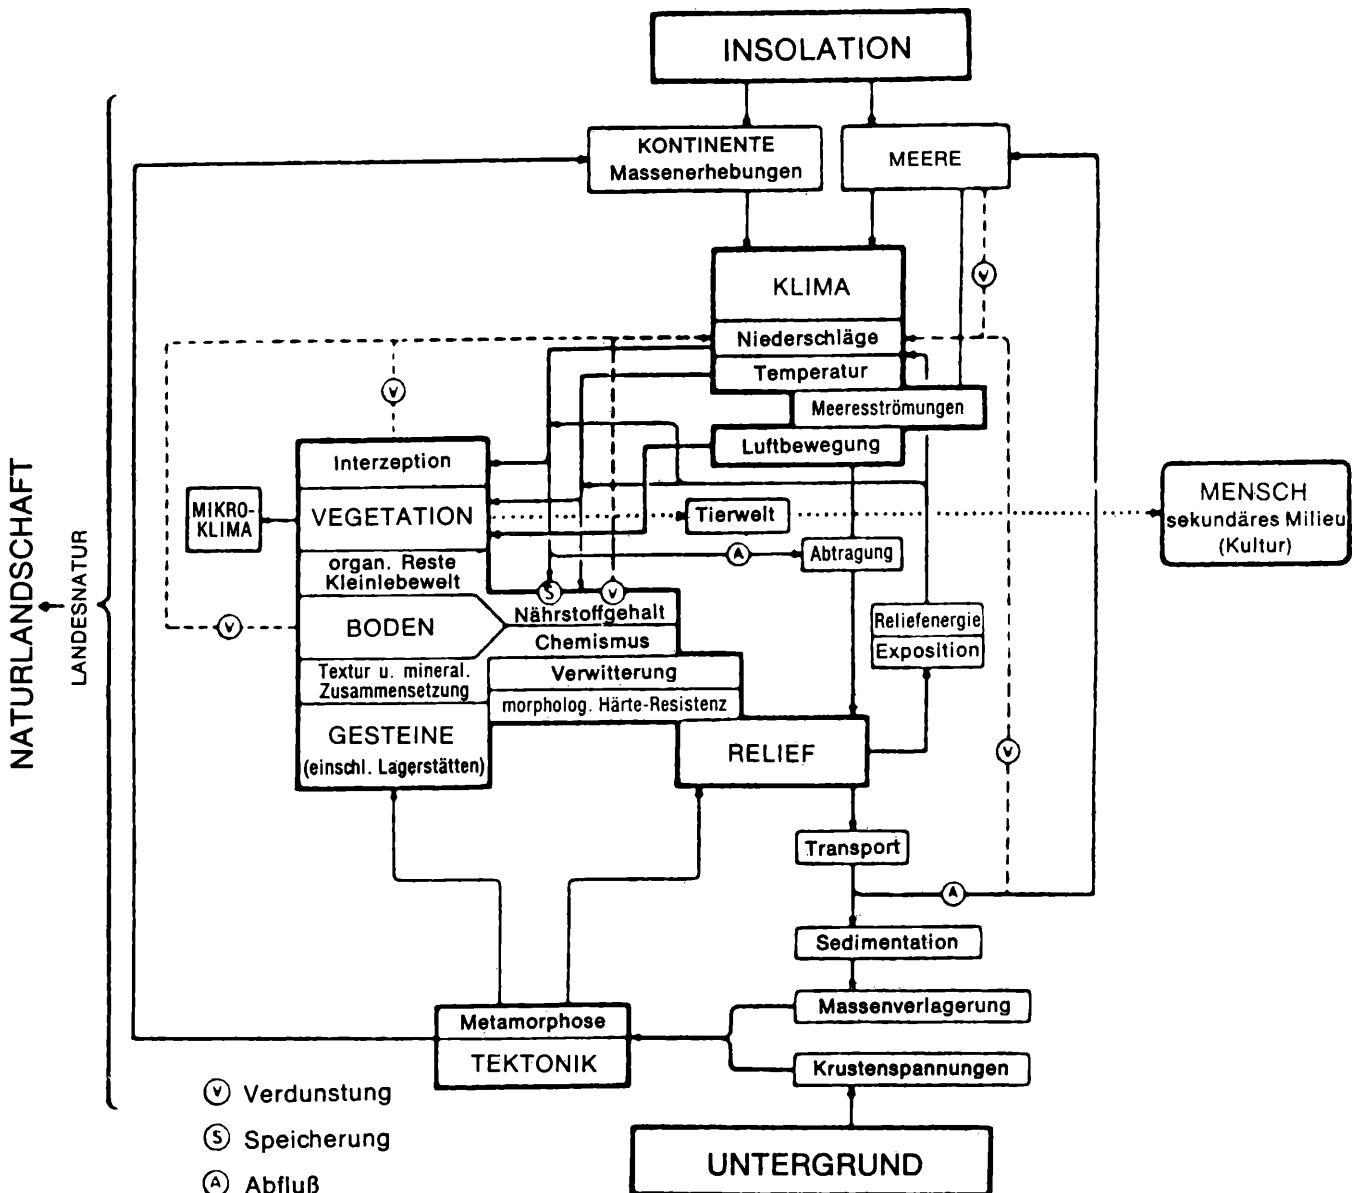 INSOLATION
KONTINENTE
Massenerhebungen
MEERE
KLIMA
V
Niederschläge
Temperatur
Meeresströmungen
V
Luftbewegung
Interzeption
MIKRO-
KLIMA
VEGETATION
Tierwelt
MENSCH
sekundäres Milieu
(Kultur)
organ. Reste
Kleinlebewelt
A
Abtragung
S
V
Nährstoffgehalt
BODEN
V
Chemismus
Reliefenergie
Exposition
Textur u. mineral.
Zusammensetzung
Verwitterung
morpholog. Härte-Resistenz
GESTEINE
(einschl. Lagerstätten)
RELIEF
V
NATURLANDSCHAFT
LANDESNATUR
Transport
A
Sedimentation
Massenverlagerung
Metamorphose
TEKTONIK
Krustenspannungen
UNTERGRUND
V Verdunstung
S Speicherung
A Abfluß